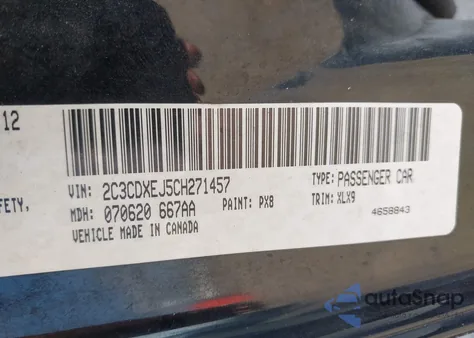 12
FETY,
VIN: 2C3CDXEJ5CH271457 TYPE: PASSENGER CAR
MDH: 070620 667AA PAINT: PX8 TRIM: XLX9
VEHICLE MADE IN CANADA 4658843
autoSnap